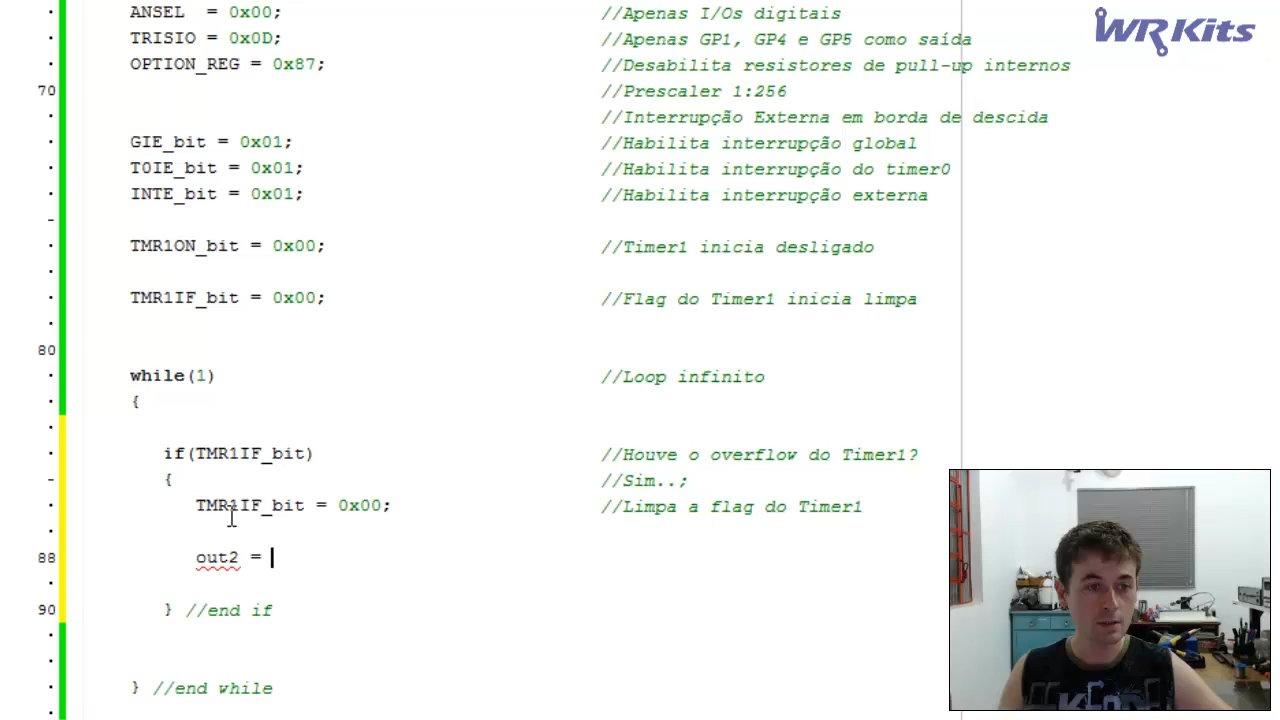 WR Kits
ANSEL = 0x00; //Apenas I/Os digitais
TRISIO = 0x0D; //Apenas GP1, GP4 e GP5 como saída
OPTION_REG = 0x87; //Desabilita resistores de pull-up internos
70 //Prescaler 1:256
//Interrupção Externa em borda de descida
GIE_bit = 0x01; //Habilita interrupção global
T0IE_bit = 0x01; //Habilita interrupção do timer0
INTE_bit = 0x01; //Habilita interrupção externa
TMR1ON_bit = 0x00; //Timer1 inicia desligado
TMR1IF_bit = 0x00; //Flag do Timer1 inicia limpa
80
while(1) //Loop infinito
{
if(TMR1IF_bit) //Houve o overflow do Timer1?
{ //Sim..;
TMR1IF_bit = 0x00; //Limpa a flag do Timer1
88 out2 =
90 } //end if
} //end while